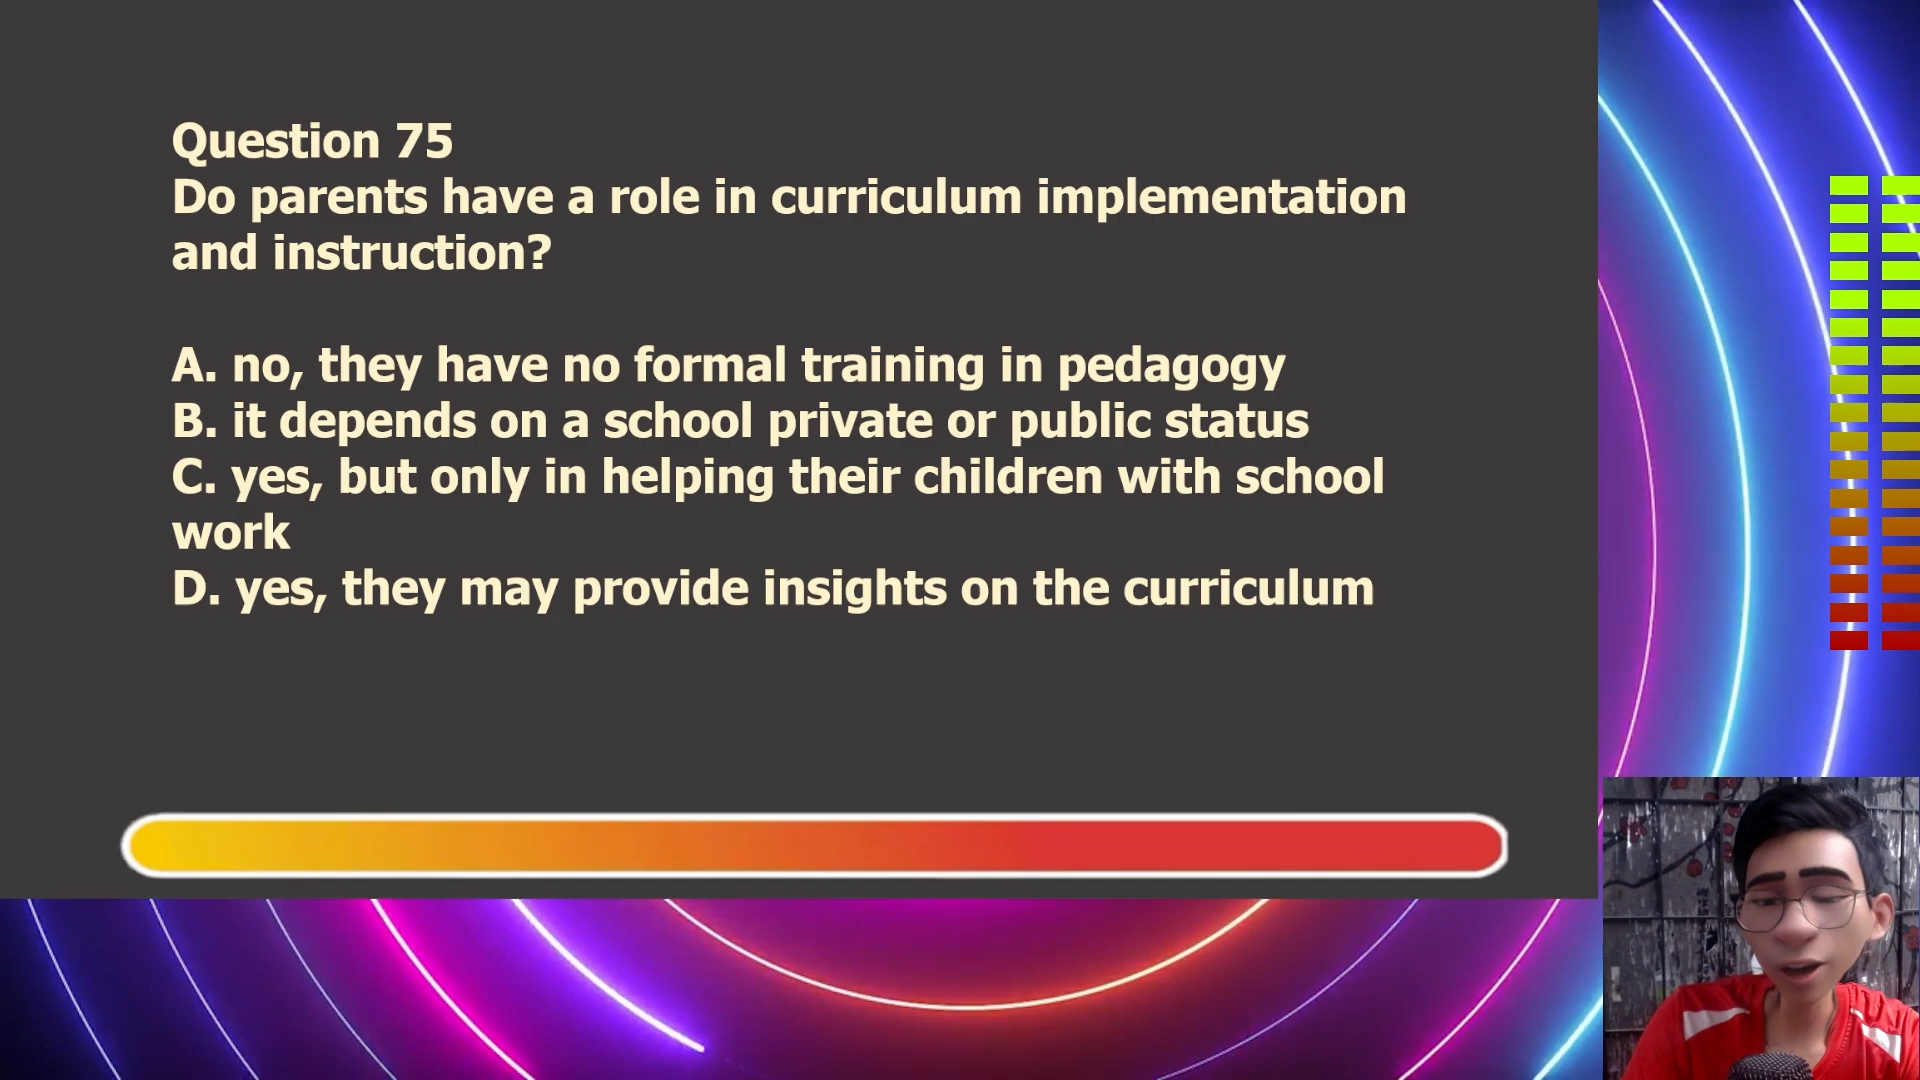 Question 75
Do parents have a role in curriculum implementation
and instruction?
A. no, they have no formal training in pedagogy
B. it depends on a school private or public status
C. yes, but only in helping their children with school
work
D. yes, they may provide insights on the curriculum